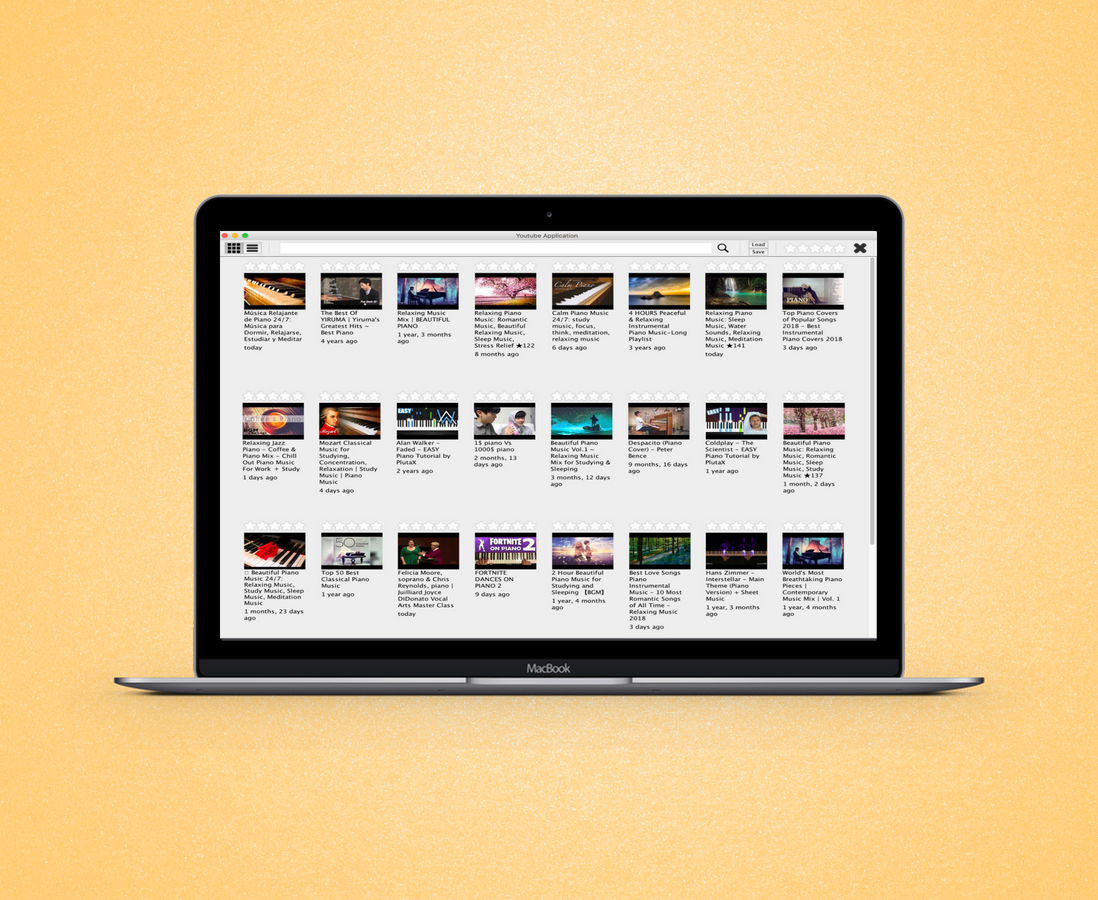 Youtube Application
Load
Save
Música Relajante
de Piano 24/7:
Música para
Dormir, Relajarse,
Estudiar y Meditar
today
The Best Of
YIRUMA | Yiruma's
Greatest Hits ~
Best Piano
4 years ago
Relaxing Music
Mix | BEAUTIFUL
PIANO
1 year, 3 months
ago
Relaxing Piano
Music: Romantic
Music, Beautiful
Relaxing Music,
Sleep Music,
Stress Relief ★122
8 months ago
Calm Piano
Calm Piano Music
24/7: study
music, focus,
think, meditation,
relaxing music
6 days ago
4 HOURS Peaceful
& Relaxing
Instrumental
Piano Music-Long
Playlist
3 years ago
Relaxing Piano
Music: Sleep
Music, Water
Sounds, Relaxing
Music, Meditation
Music ★141
today
PIANO
Top Piano Covers
of Popular Songs
2018 - Best
Instrumental
Piano Covers 2018
3 days ago
Relaxing Jazz
Piano - Coffee &
Piano Mix - Chill
Out Piano Music
For Work + Study
1 days ago
Mozart
Mozart Classical
Music for
Studying,
Concentration,
Relaxation | Study
Music | Piano
Music
4 days ago
EASY
Alan Walker -
Faded - EASY
Piano Tutorial by
PlutaX
2 years ago
1$ piano Vs
1000$ piano
2 months, 13
days ago
Beautiful Piano
Music Vol.1 ~
Relaxing Music
Mix for Studying &
Sleeping
3 months, 12 days
ago
Despacito (Piano
Cover) - Peter
Bence
9 months, 16 days
ago
EASY
Coldplay - The
Scientist - EASY
Piano Tutorial by
PlutaX
1 year ago
Beautiful Piano
Music: Relaxing
Music, Romantic
Music, Sleep
Music, Study
Music ★137
1 month, 2 days
ago
Beautiful Piano
Music 24/7:
Relaxing Music,
Study Music, Sleep
Music, Meditation
Music
1 months, 23 days
ago
50
Top 50 Best
Classical Piano
Music
1 year ago
Felicia Moore,
soprano & Chris
Reynolds, piano |
Juilliard Joyce
DiDonato Vocal
Arts Master Class
today
FORTNITE
ON PIANO 2
FORTNITE
DANCES ON
PIANO 2
9 days ago
2 Hour Beautiful
Piano Music for
Studying and
Sleeping 【BGM】
1 year, 4 months
ago
Best Love Songs
Piano
Instrumental
Music - 10 Most
Romantic Songs
of All Time -
Relaxing Music
2018
3 days ago
Hans Zimmer -
Interstellar - Main
Theme (Piano
Version) + Sheet
Music
1 year, 3 months
ago
World's Most
Breathtaking Piano
Pieces |
Contemporary
Music Mix | Vol. 1
1 year, 4 months
ago
MacBook